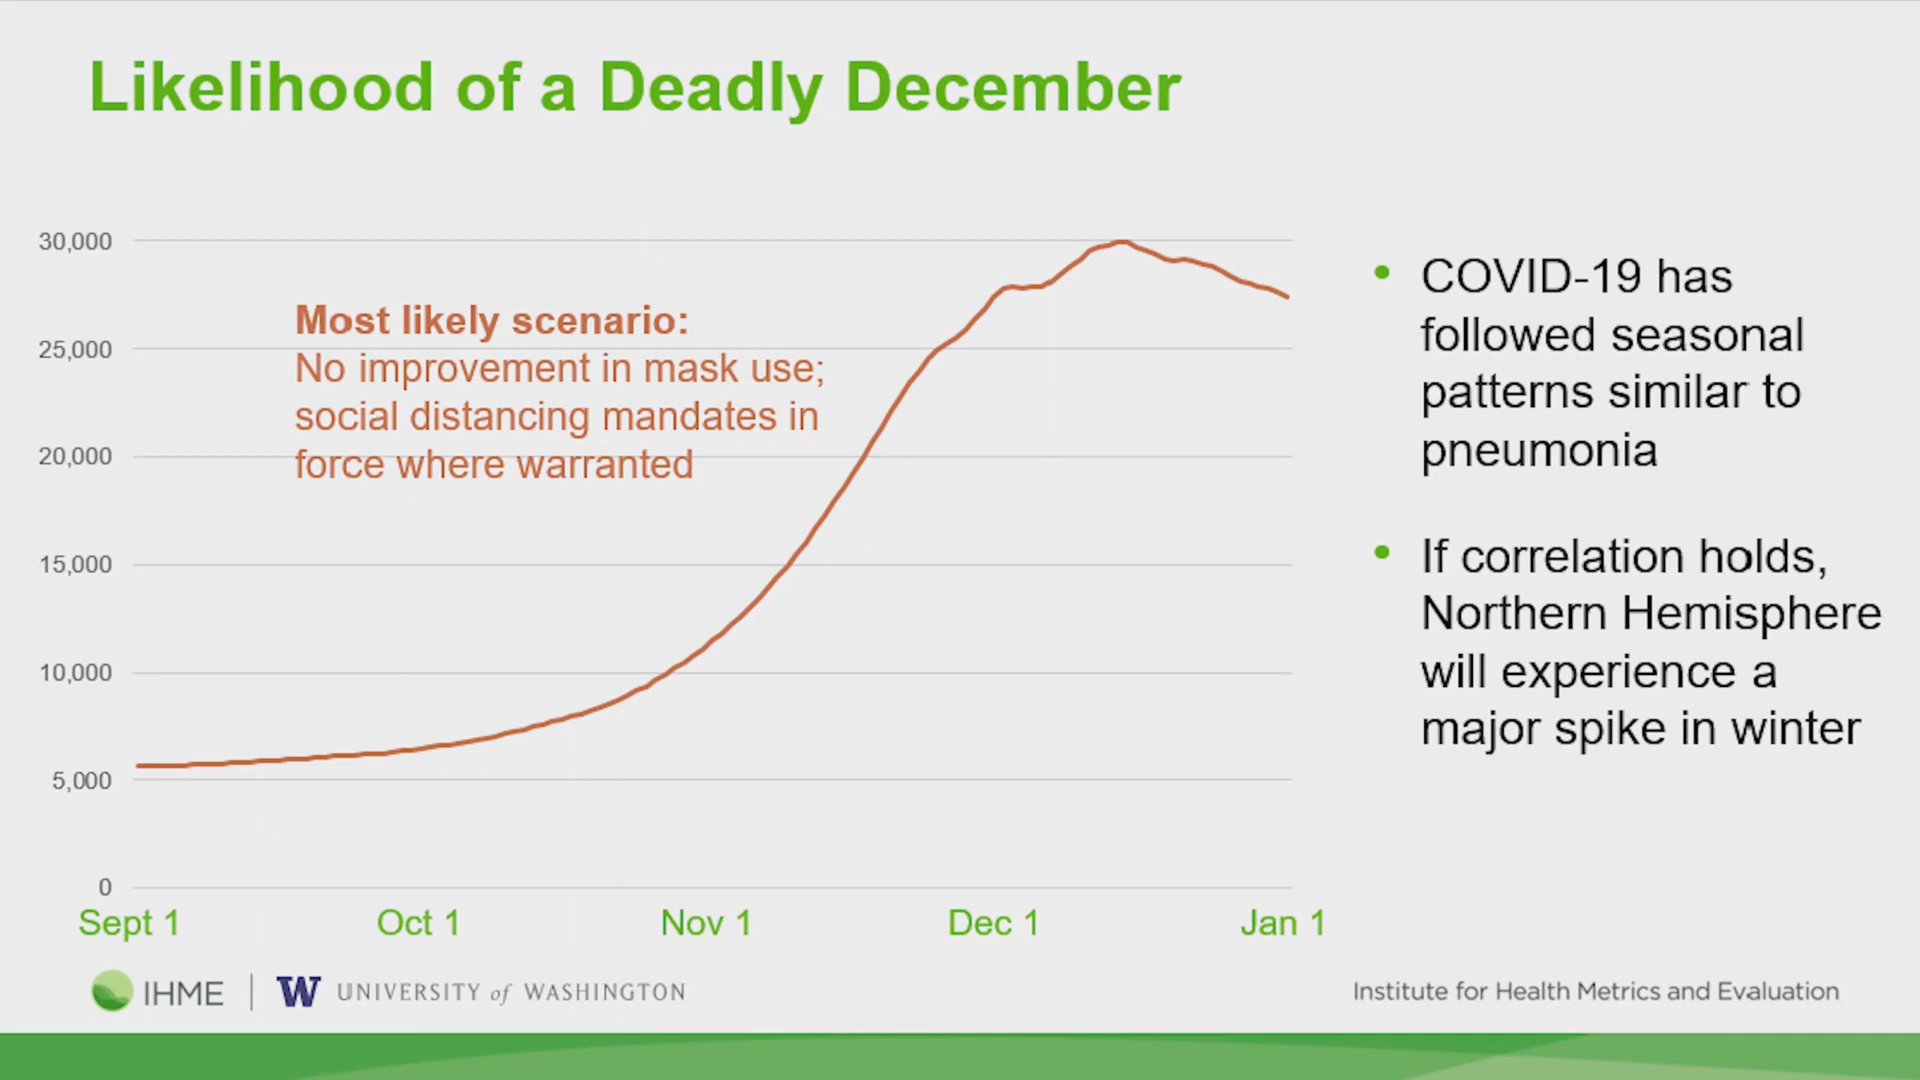 Likelihood of a Deadly December
30,000
25,000
20,000
15,000
10,000
5,000
0
Most likely scenario:
No improvement in mask use;
social distancing mandates in
force where warranted
Sept 1
Oct 1
Nov 1
Dec 1
Jan 1
• COVID-19 has
followed seasonal
patterns similar to
pneumonia
• If correlation holds,
Northern Hemisphere
will experience a
major spike in winter
IHME | W UNIVERSITY of WASHINGTON
Institute for Health Metrics and Evaluation